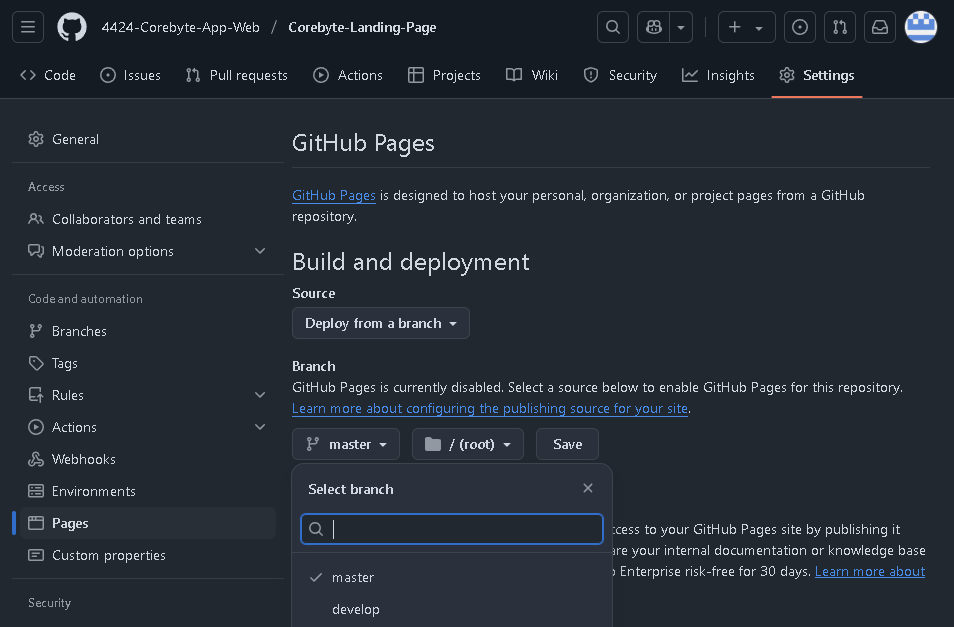 4424-Corebyte-App-Web / Corebyte-Landing-Page
Code Issues Pull requests Actions Projects Wiki Security Insights Settings
General
Access
Collaborators and teams
Moderation options
Code and automation
Branches
Tags
Rules
Actions
Webhooks
Environments
Pages
Custom properties
Security
GitHub Pages
GitHub Pages is designed to host your personal, organization, or project pages from a GitHub
repository.
Build and deployment
Source
Deploy from a branch
Branch
GitHub Pages is currently disabled. Select a source below to enable GitHub Pages for this repository.
Learn more about configuring the publishing source for your site.
master / (root) Save
Select branch
master
develop
ccess to your GitHub Pages site by publishing it
are your internal documentation or knowledge base
Enterprise risk-free for 30 days. Learn more about